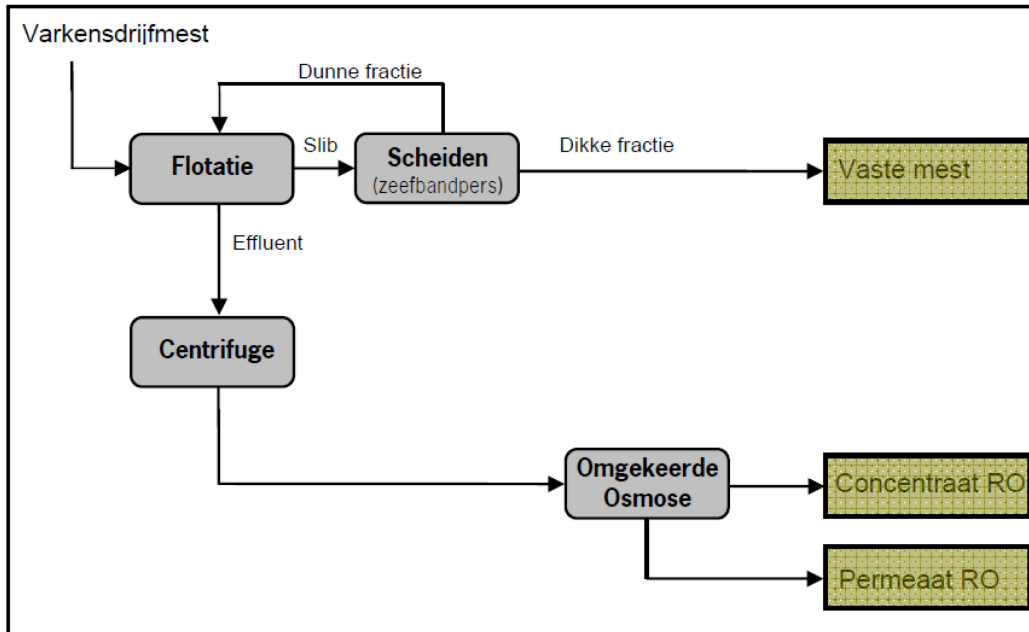 Varkensdrijfmest
Dunne fractie
Flotatie
Slib
Scheiden
(zeefbandpers)
Dikke fractie
Vaste mest
Effluent
Centrifuge
Omgekeerde
Osmose
Concentraat RO
Permeaat RO